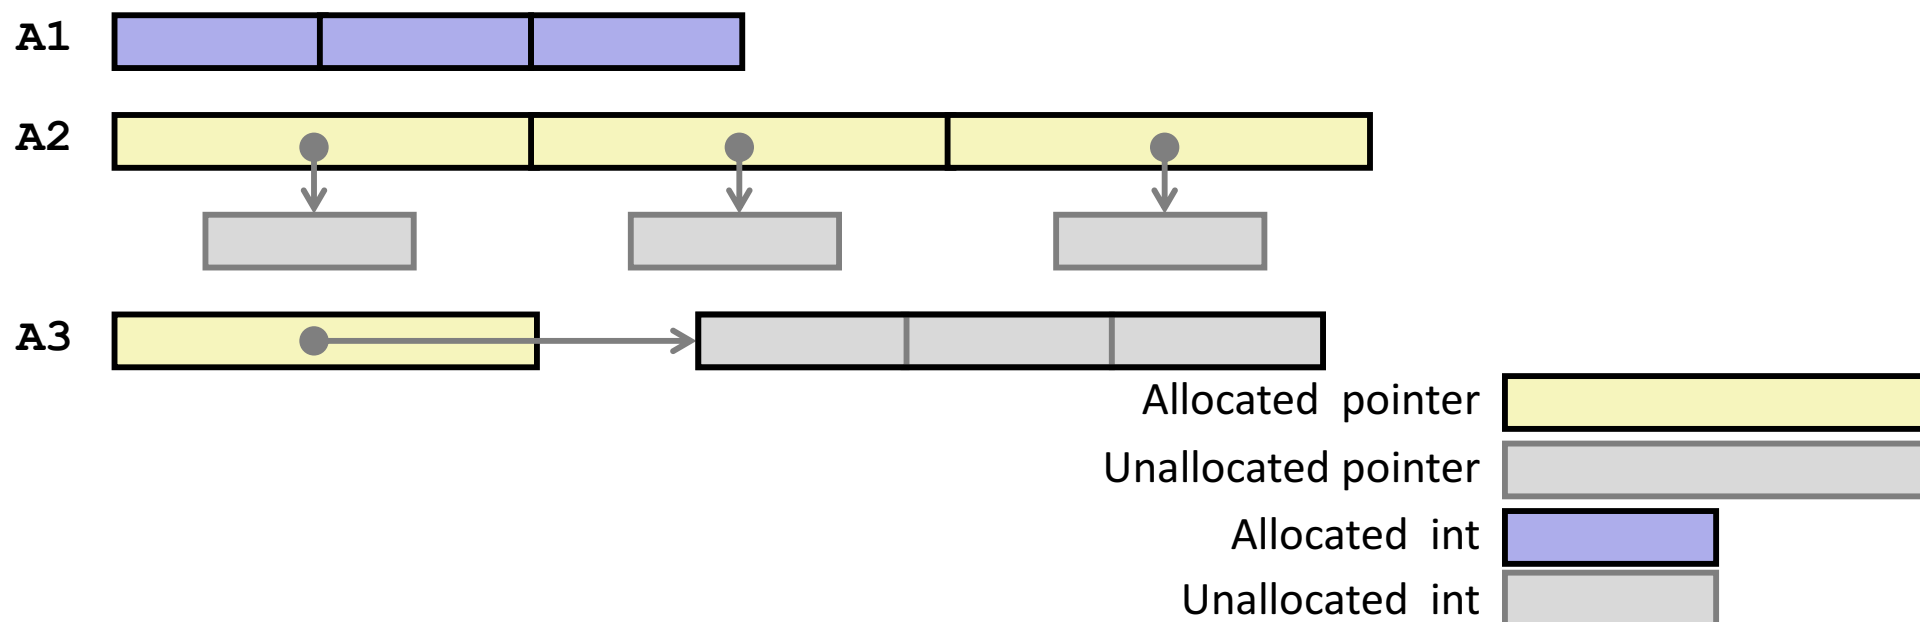 A1
A2
A3
Allocated pointer
Unallocated pointer
Allocated int
Unallocated int